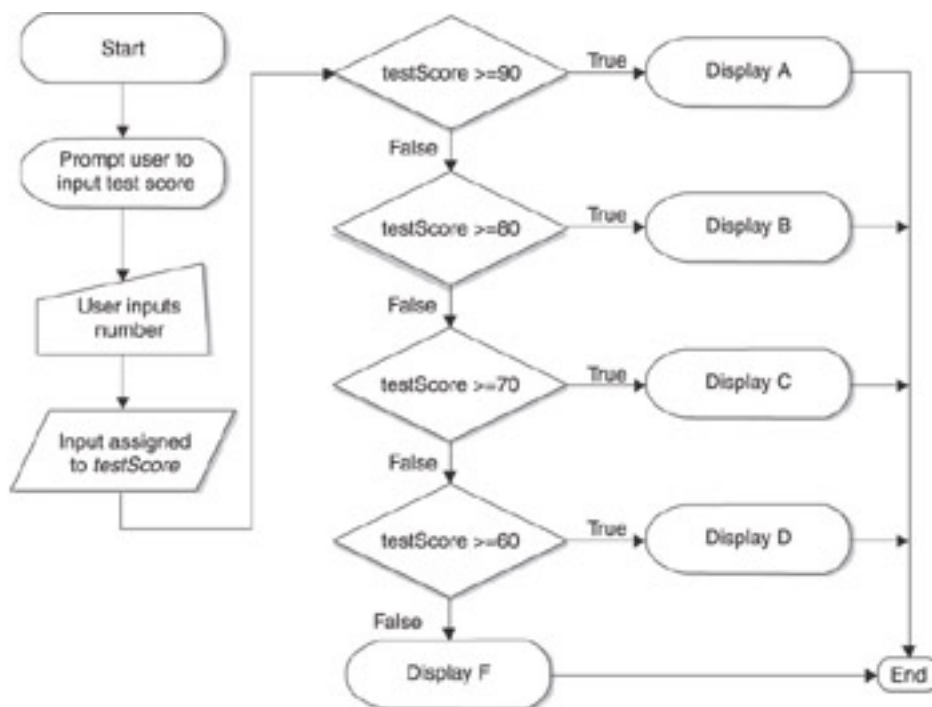 Start
Prompt user to
input test score
User inputs
number
Input assigned
to testScore
testScore >=90
True
Display A
False
testScore >=80
True
Display B
False
testScore >=70
True
Display C
False
testScore >=60
True
Display D
False
Display F
End